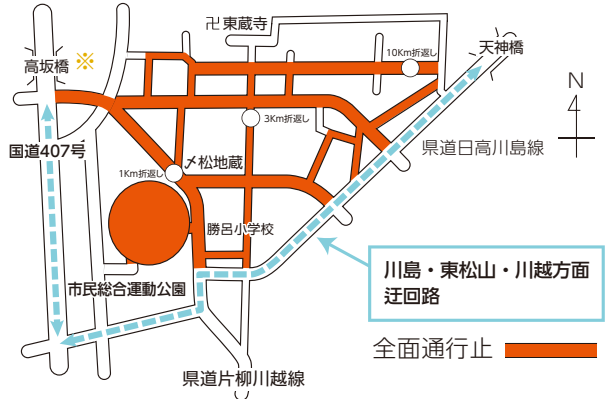 卍東蔵寺
天神橋
高坂橋 ※
10Km折返し
N
3Km折返し
国道407号
県道日高川島線
〆松地蔵
1Km折返し
勝呂小学校
川島・東松山・川越方面
迂回路
市民総合運動公園
全面通行止
県道片柳川越線